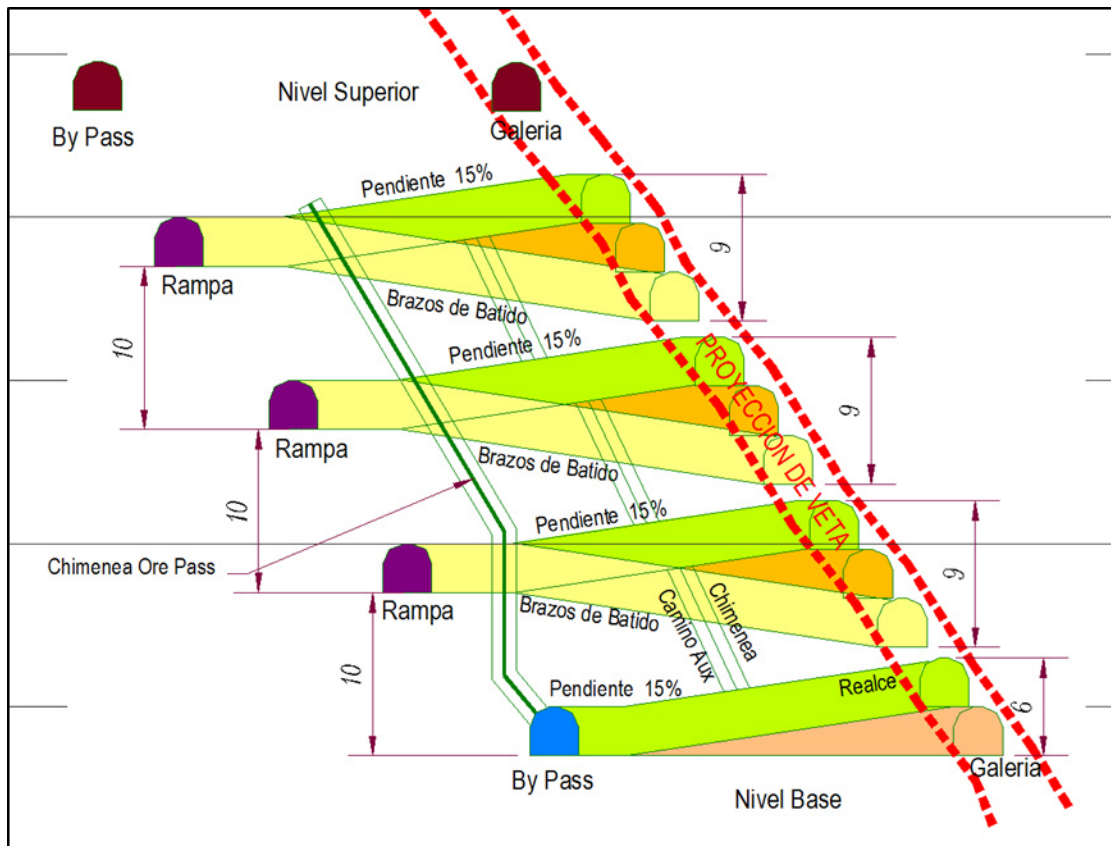 Nivel Superior
By Pass
Galeria
Pendiente 15%
9
Rampa
Brazos de Batido
10
Pendiente 15%
PROYECCION DE VETA
9
Rampa
Brazos de Batido
10
Pendiente 15%
Chimenea Ore Pass
9
Rampa
Brazos de Batido
Camino Aux
Chimenea
10
Pendiente 15%
Realce
6
By Pass
Galeria
Nivel Base